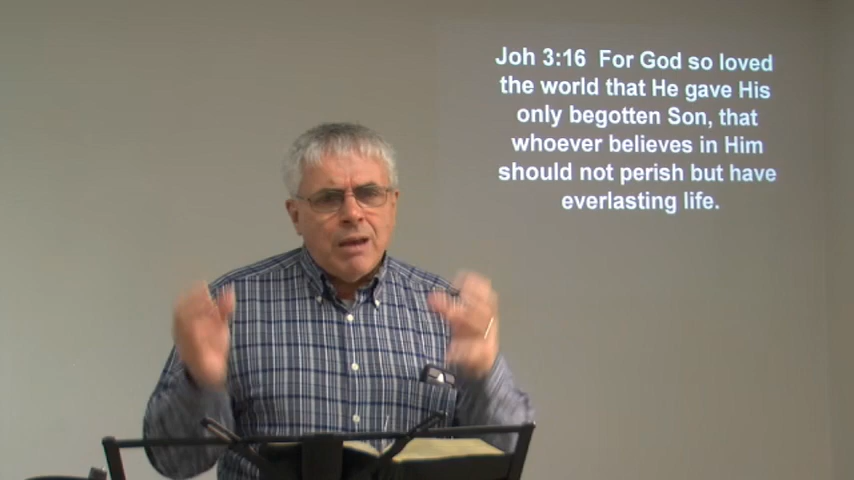 Joh 3:16 For God so loved
the world that He gave His
only begotten Son, that
whoever believes in Him
should not perish but have
everlasting life.